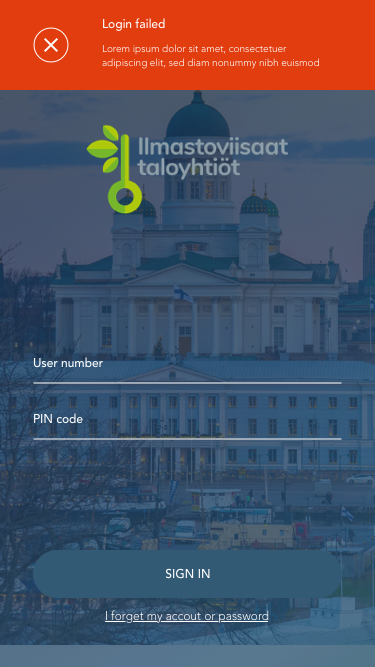 Login failed
Lorem ipsum dolor sit amet, consectetuer
adipiscing elit, sed diam nonummy nibh euismod
Ilmastoviisaat
taloyhtiöt
User number
PIN code
SIGN IN
I forget my accout or password